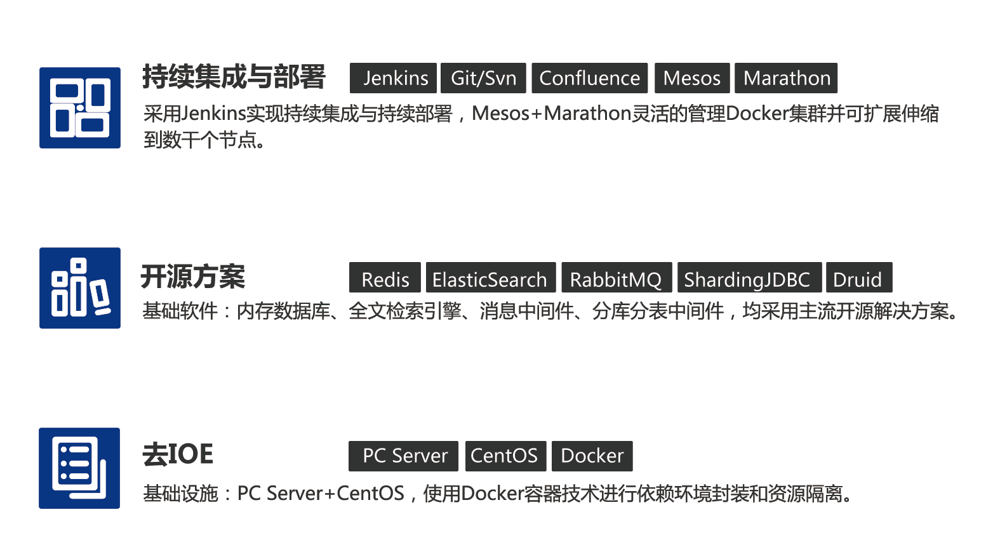 持续集成与部署 Jenkins Git/Svn Confluence Mesos Marathon
采用Jenkins实现持续集成与持续部署，Mesos+Marathon灵活的管理Docker集群并可扩展伸缩
到数千个节点。
开源方案 Redis ElasticSearch RabbitMQ ShardingJDBC Druid
基础软件：内存数据库、全文检索引擎、消息中间件、分库分表中间件，均采用主流开源解决方案。
去IOE PC Server CentOS Docker
基础设施：PC Server+CentOS，使用Docker容器技术进行依赖环境封装和资源隔离。